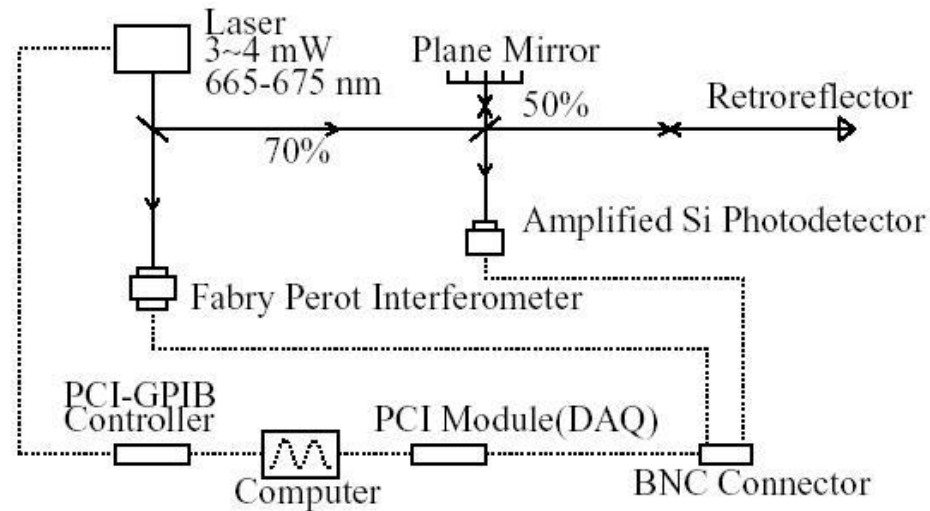 Laser
3~4 mW
665-675 nm
Plane Mirror
50%
Retroreflector
70%
Amplified Si Photodetector
Fabry Perot Interferometer
PCI-GPIB
Controller
PCI Module(DAQ)
Computer
BNC Connector